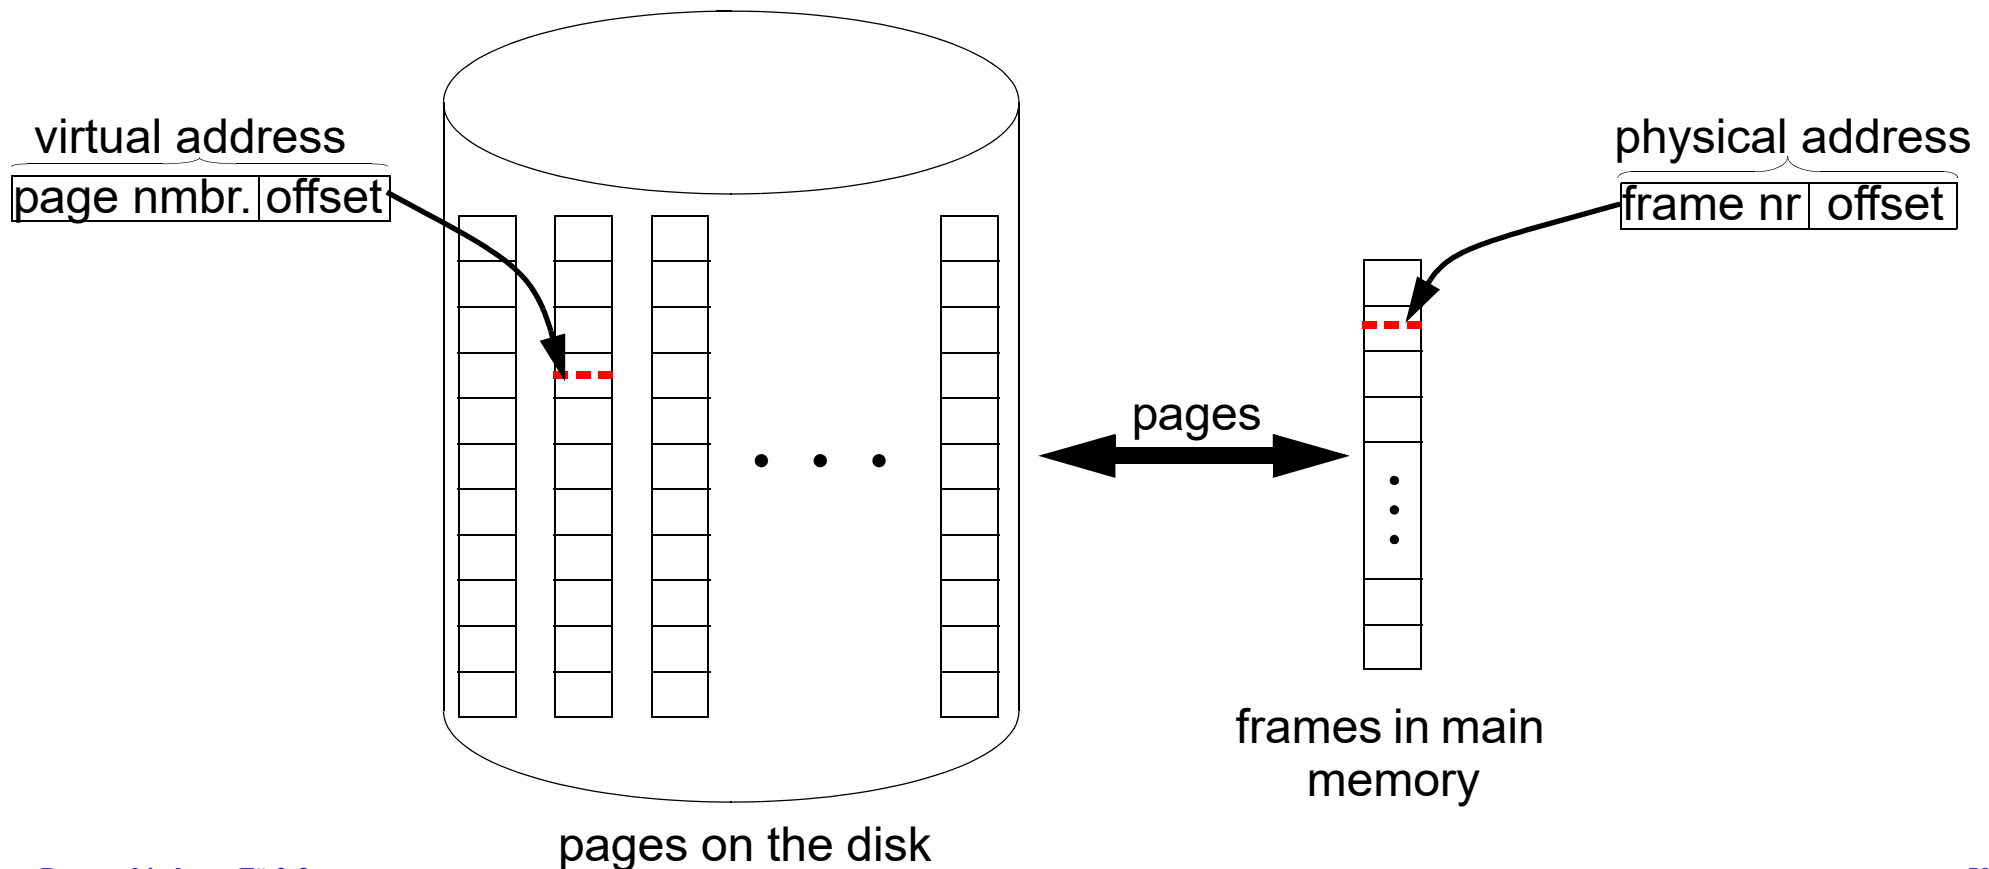 virtual address
page nmbr. offset
physical address
frame nr offset
pages
frames in main
memory
pages on the disk